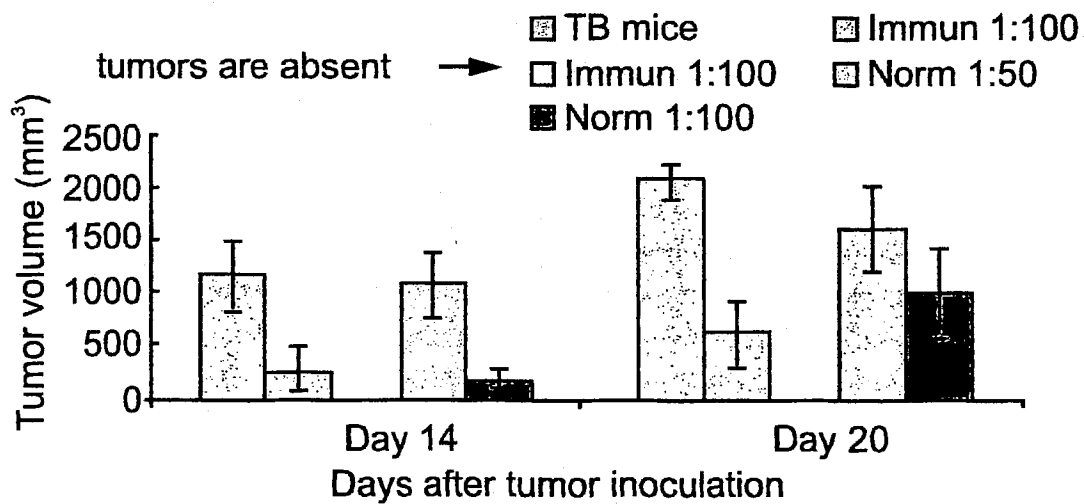 TB mice
Immun 1:100
tumors are absent
Immun 1:100
Norm 1:50
Norm 1:100
Tumor volume (mm³)
2500
2000
1500
1000
500
0
Day 14
Day 20
Days after tumor inoculation